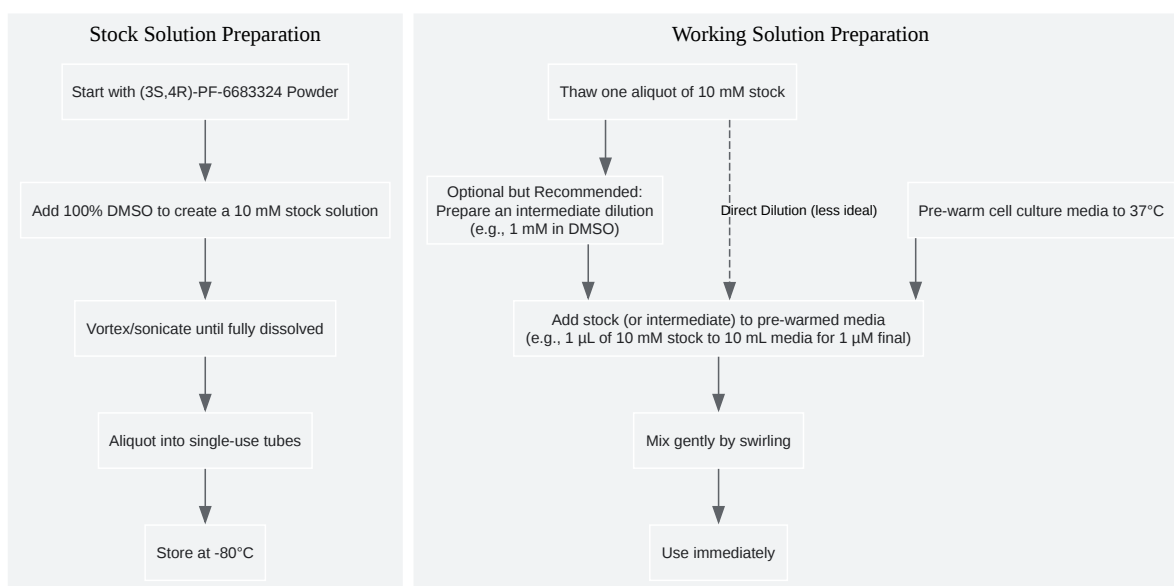 Stock Solution Preparation
Start with (3S,4R)-PF-6683324 Powder
Add 100% DMSO to create a 10 mM stock solution
Vortex/sonicate until fully dissolved
Aliquot into single-use tubes
Store at -80°C
Working Solution Preparation
Thaw one aliquot of 10 mM stock
Optional but Recommended:
Prepare an intermediate dilution
(e.g., 1 mM in DMSO)
Direct Dilution (less ideal)
Pre-warm cell culture media to 37°C
Add stock (or intermediate) to pre-warmed media
(e.g., 1 µL of 10 mM stock to 10 mL media for 1 µM final)
Mix gently by swirling
Use immediately